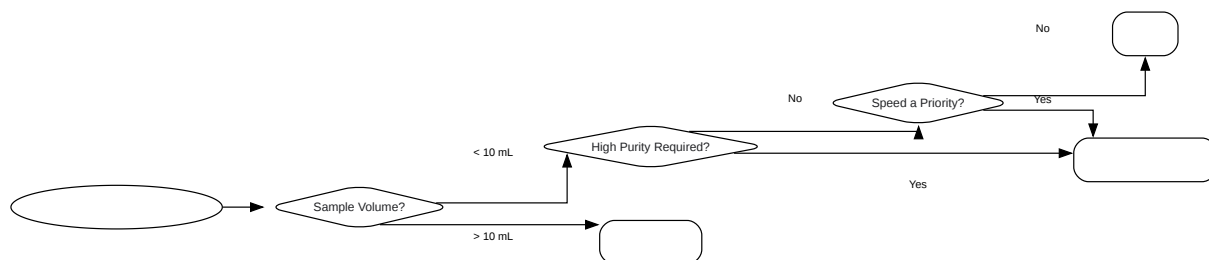 Sample Volume?
< 10 mL
> 10 mL
High Purity Required?
No
Yes
Speed a Priority?
No
Yes